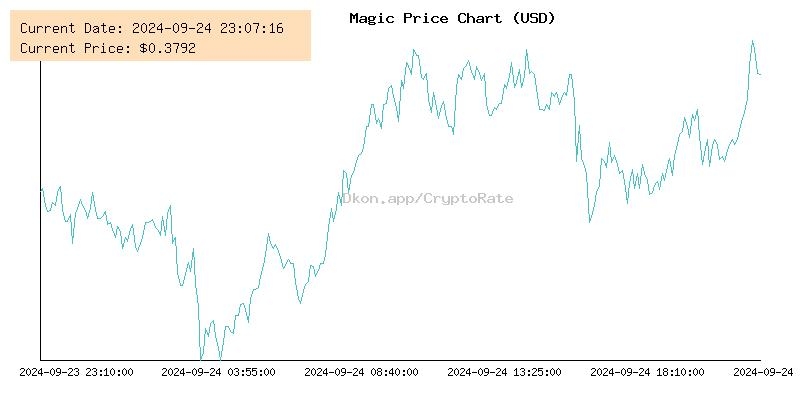 Magic Price Chart (USD)
Current Date: 2024-09-24 23:07:16
Current Price: $0.3792
Dkon.app/CryptoRate
2024-09-23 23:10:00 2024-09-24 03:55:00 2024-09-24 08:40:00 2024-09-24 13:25:00 2024-09-24 18:10:00 2024-09-24